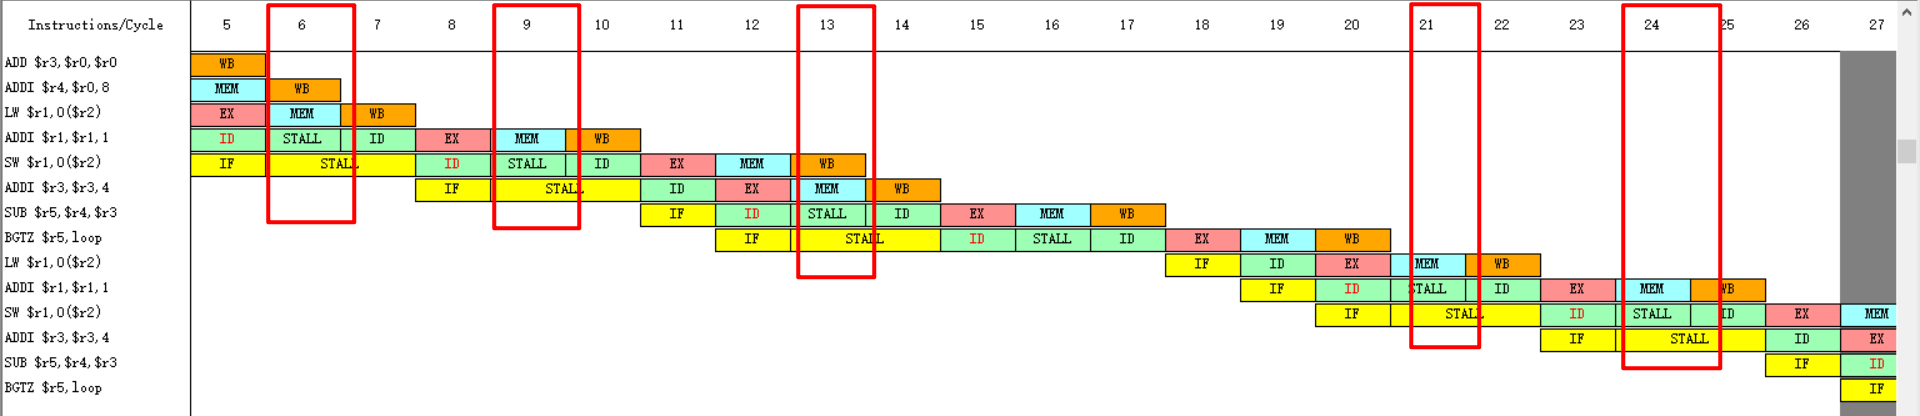 Instructions/Cycle 5 6 7 8 9 10 11 12 13 14 15 16 17 18 19 20 21 22 23 24 25 26 27
ADD $r3,$r0,$r0 WB
ADDI $r4,$r0,8 MEM WB
LW $r1,0($r2) EX MEM WB
ADDI $r1,$r1,1 ID STALL ID EX MEM WB
SW $r1,0($r2) IF STALL ID STALL ID EX MEM WB
ADDI $r3,$r3,4 IF STALL ID EX MEM WB
SUB $r5,$r4,$r3 IF ID STALL ID EX MEM WB
BGTZ $r5,loop IF STALL ID STALL ID EX MEM WB
LW $r1,0($r2) IF ID EX MEM WB
ADDI $r1,$r1,1 IF ID STALL ID EX MEM WB
SW $r1,0($r2) IF STALL ID STALL ID EX MEM
ADDI $r3,$r3,4 IF STALL ID EX
SUB $r5,$r4,$r3 IF ID
BGTZ $r5,loop IF